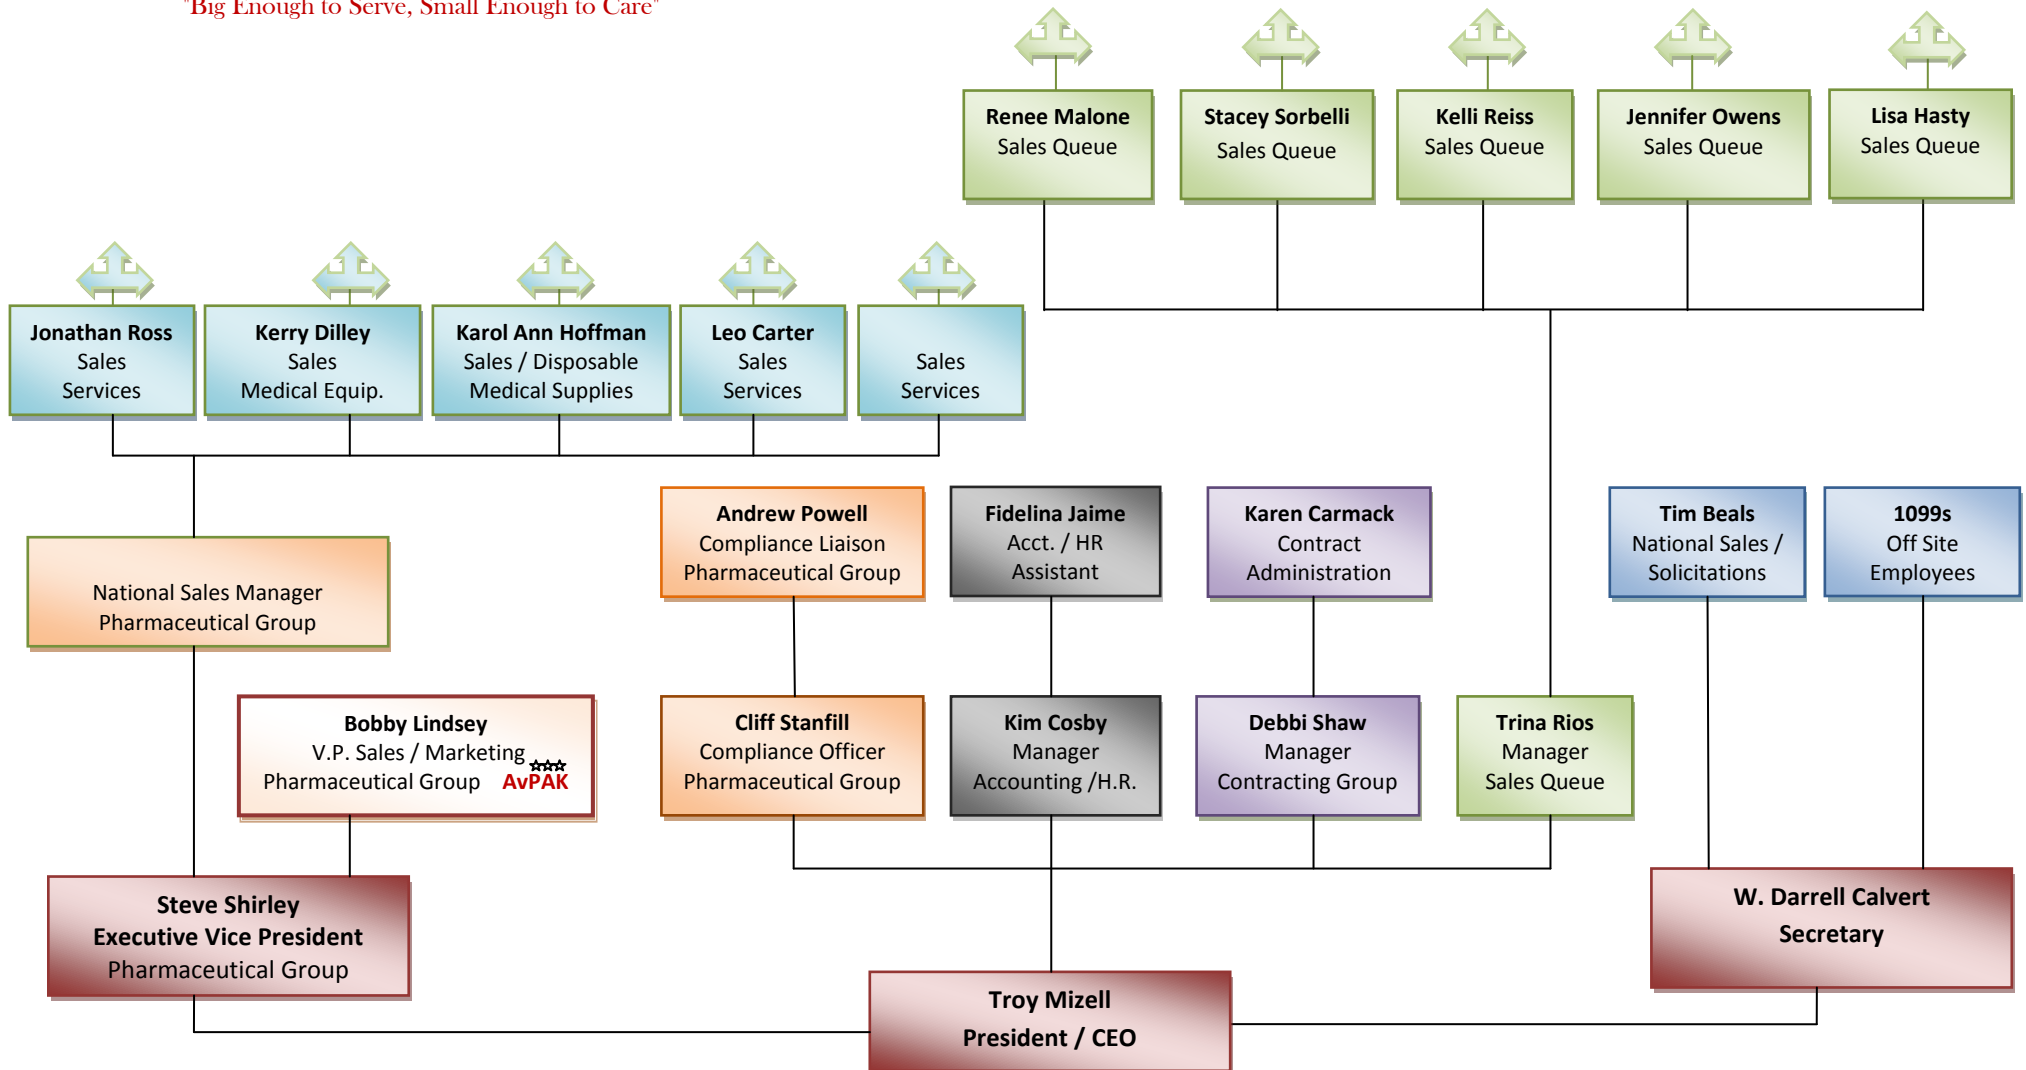 "Big Enough to Serve, Small Enough to Care"
Renee Malone
Sales Queue
Stacey Sorbelli
Sales Queue
Kelli Reiss
Sales Queue
Jennifer Owens
Sales Queue
Lisa Hasty
Sales Queue
Jonathan Ross
Sales
Services
Kerry Dilley
Sales
Medical Equip.
Karol Ann Hoffman
Sales / Disposable
Medical Supplies
Leo Carter
Sales
Services
Sales
Services
National Sales Manager
Pharmaceutical Group
Andrew Powell
Compliance Liaison
Pharmaceutical Group
Fidelina Jaime
Acct. / HR
Assistant
Karen Carmack
Contract
Administration
Tim Beals
National Sales /
Solicitations
1099s
Off Site
Employees
Bobby Lindsey
V.P. Sales / Marketing
Pharmaceutical Group AvPAK
Cliff Stanfill
Compliance Officer
Pharmaceutical Group
Kim Cosby
Manager
Accounting /H.R.
Debbi Shaw
Manager
Contracting Group
Trina Rios
Manager
Sales Queue
Steve Shirley
Executive Vice President
Pharmaceutical Group
W. Darrell Calvert
Secretary
Troy Mizell
President / CEO